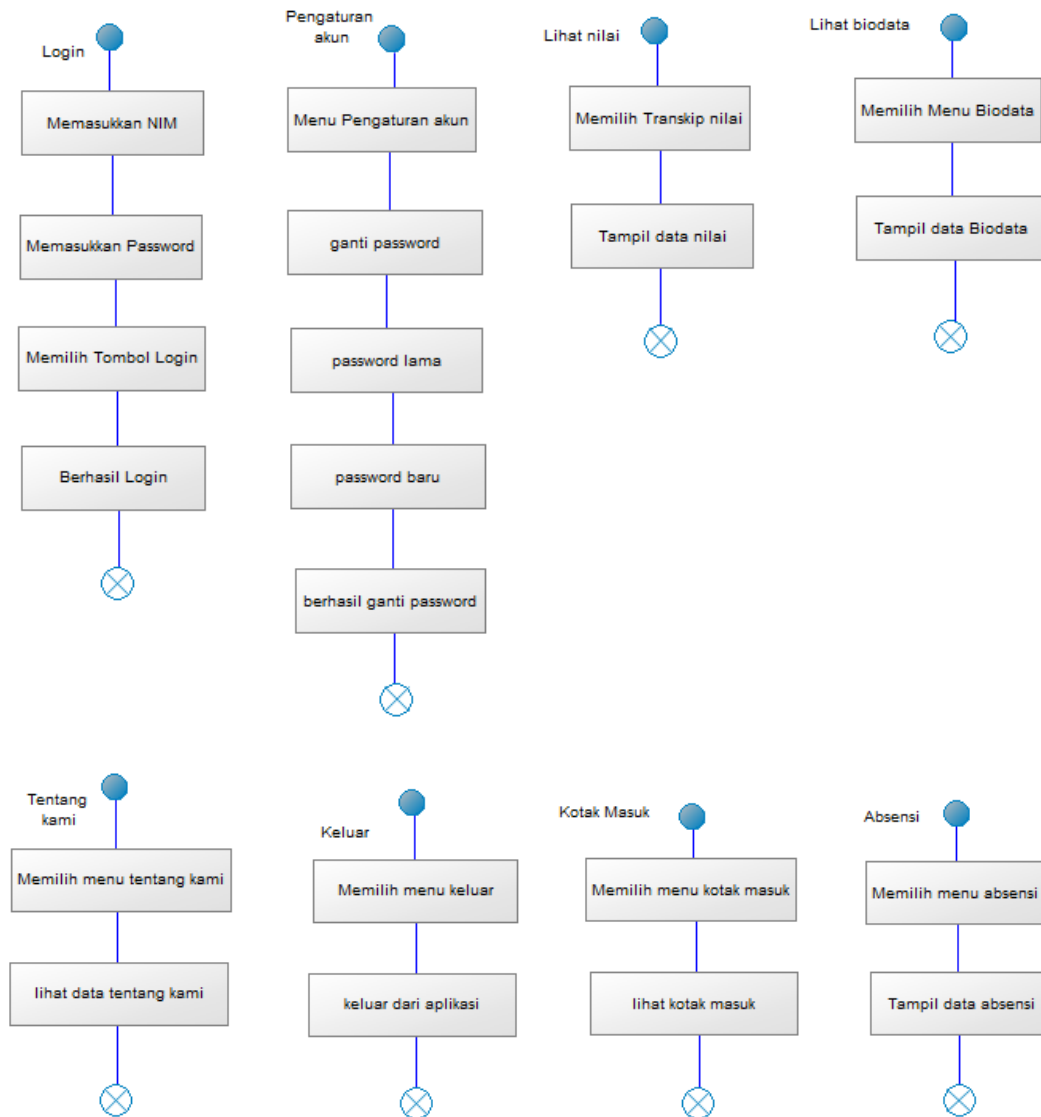 Login
Memasukkan NIM
Memasukkan Password
Memilih Tombol Login
Berhasil Login
Pengaturan
akun
Menu Pengaturan akun
ganti password
password lama
password baru
berhasil ganti password
Lihat nilai
Memilih Transkip nilai
Tampil data nilai
Lihat biodata
Memilih Menu Biodata
Tampil data Biodata
Tentang
kami
Memilih menu tentang kami
lihat data tentang kami
Keluar
Memilih menu keluar
keluar dari aplikasi
Kotak Masuk
Memilih menu kotak masuk
lihat kotak masuk
Absensi
Memilih menu absensi
Tampil data absensi